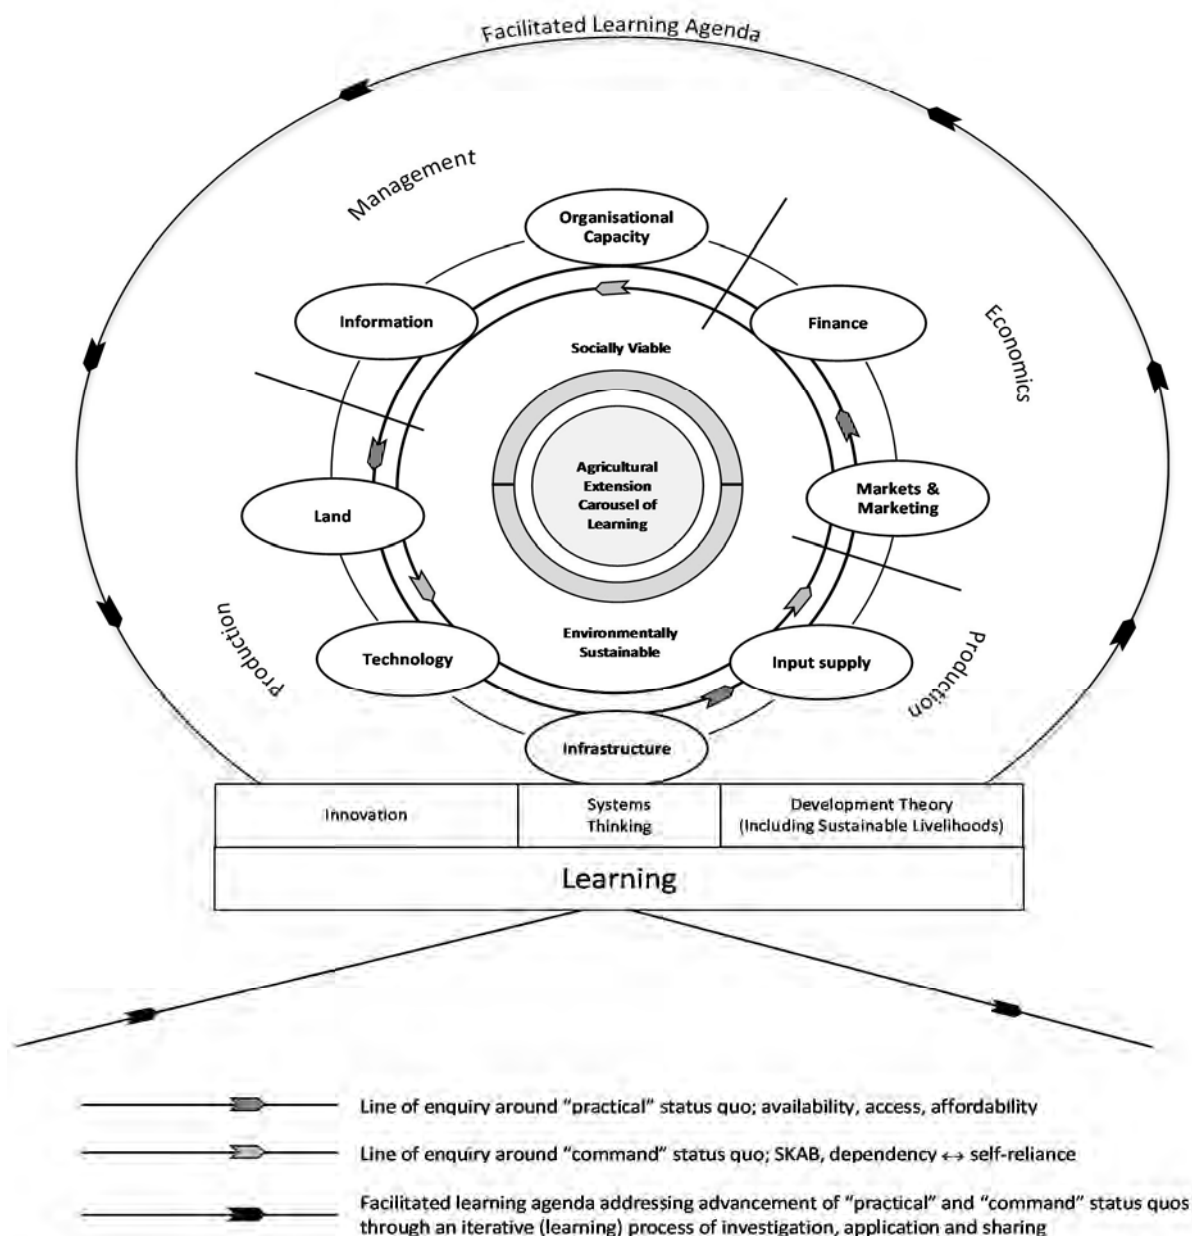 Facilitated Learning Agenda
Management
Organisational
Capacity
Information
Finance
Economics
Socially Viable
Agricultural
Extension
Carousel of
Learning
Land
Markets &
Marketing
Production
Technology
Environmentally
Sustainable
Input supply
Production
Infrastructure
Innovation
Systems
Thinking
Development Theory
(Including Sustainable Livelihoods)
Learning
Line of enquiry around “practical” status quo; availability, access, affordability
Line of enquiry around “command” status quo; SKAB, dependency ↔ self-reliance
Facilitated learning agenda addressing advancement of “practical” and “command” status quos
through an iterative (learning) process of investigation, application and sharing